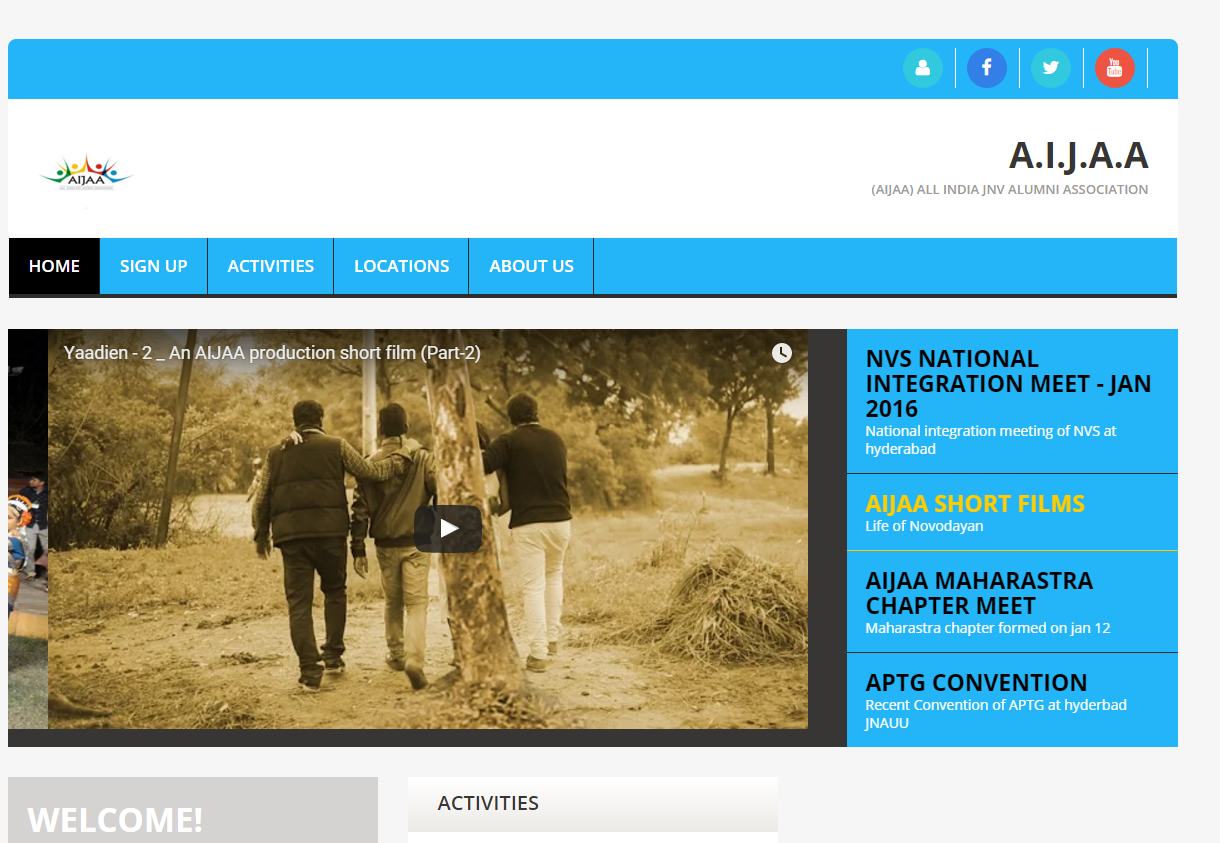 You
Tube
AIJAA
A.I.J.A.A
(AIJAA) ALL INDIA JNV ALUMNI ASSOCIATION
HOME SIGN UP ACTIVITIES LOCATIONS ABOUT US
Yaadien - 2 _ An AIJAA production short film (Part-2)
NVS NATIONAL
INTEGRATION MEET - JAN
2016
National integration meeting of NVS at
hyderabad
AIJAA SHORT FILMS
Life of Novodayan
AIJAA MAHARASTRA
CHAPTER MEET
Maharastra chapter formed on jan 12
APTG CONVENTION
Recent Convention of APTG at hyderbad
JNAUU
WELCOME!
ACTIVITIES